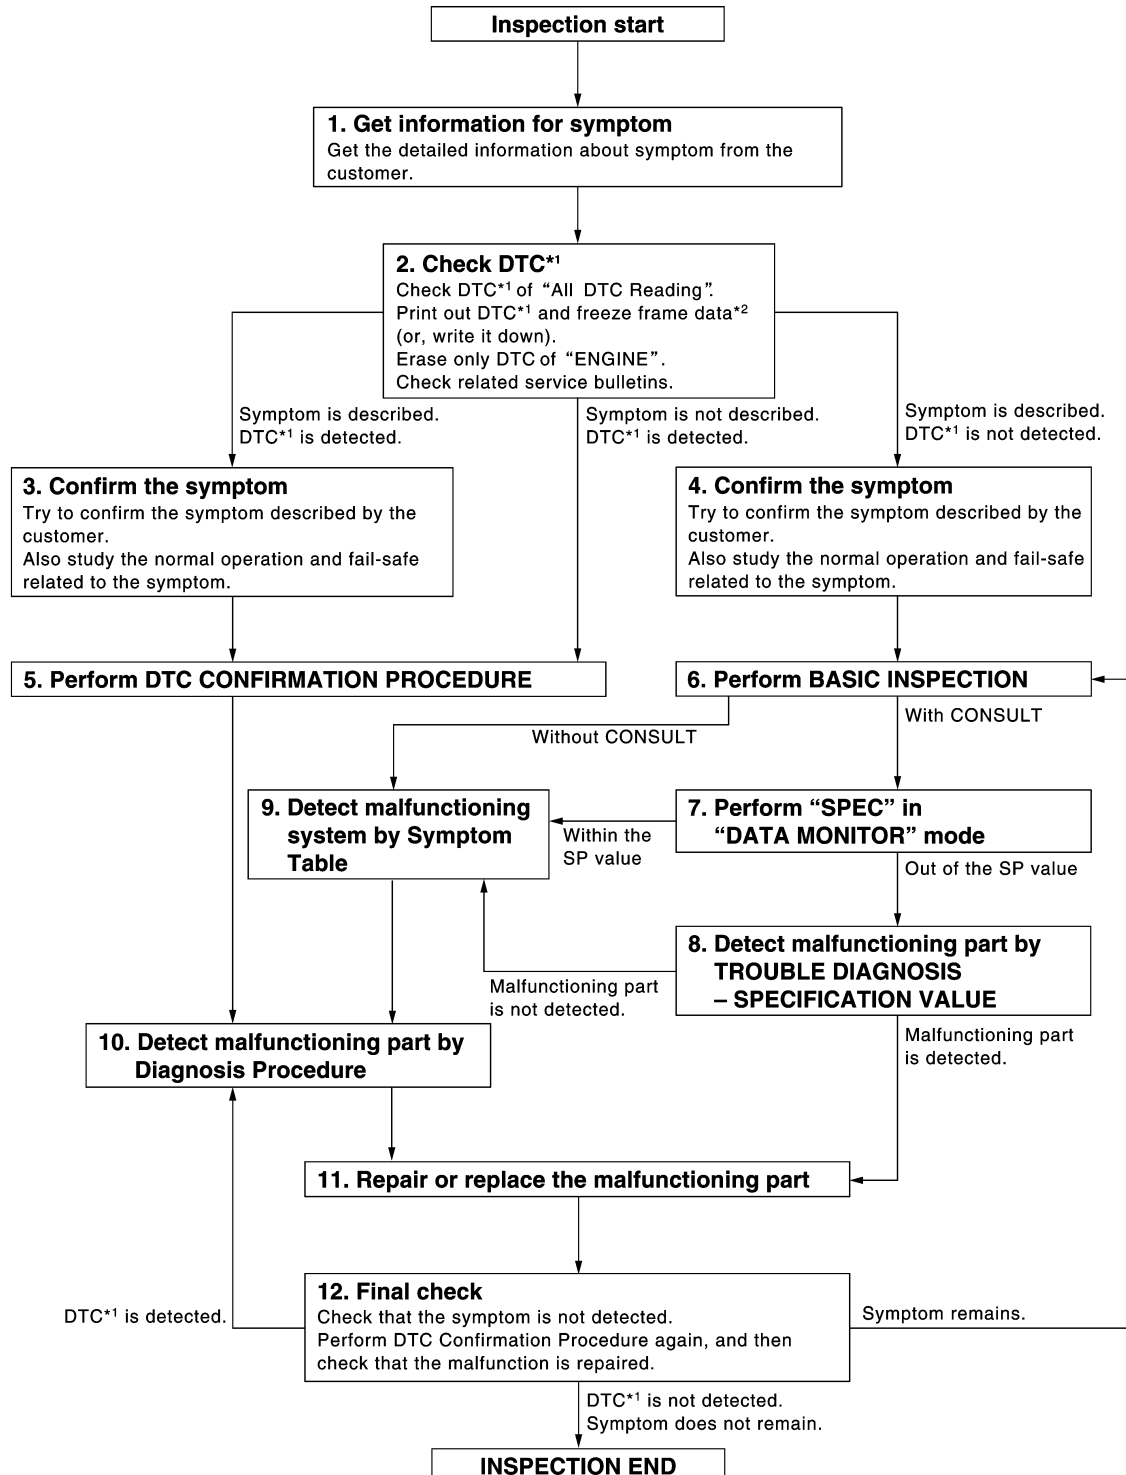 Inspection start
1. Get information for symptom
Get the detailed information about symptom from the
customer.
2. Check DTC*1
Check DTC*1 of “All DTC Reading”.
Print out DTC*1 and freeze frame data*2
(or, write it down).
Erase only DTC of “ENGINE”.
Check related service bulletins.
Symptom is described.
DTC*1 is detected.
Symptom is not described.
DTC*1 is detected.
Symptom is described.
DTC*1 is not detected.
3. Confirm the symptom
Try to confirm the symptom described by the
customer.
Also study the normal operation and fail-safe
related to the symptom.
4. Confirm the symptom
Try to confirm the symptom described by the
customer.
Also study the normal operation and fail-safe
related to the symptom.
5. Perform DTC CONFIRMATION PROCEDURE
6. Perform BASIC INSPECTION
Without CONSULT
With CONSULT
9. Detect malfunctioning
system by Symptom
Table
Within the
SP value
7. Perform “SPEC” in
“DATA MONITOR” mode
Out of the SP value
8. Detect malfunctioning part by
TROUBLE DIAGNOSIS
– SPECIFICATION VALUE
Malfunctioning part
is not detected.
Malfunctioning part
is detected.
10. Detect malfunctioning part by
Diagnosis Procedure
11. Repair or replace the malfunctioning part
12. Final check
Check that the symptom is not detected.
Perform DTC Confirmation Procedure again, and then
check that the malfunction is repaired.
DTC*1 is detected.
Symptom remains.
DTC*1 is not detected.
Symptom does not remain.
INSPECTION END